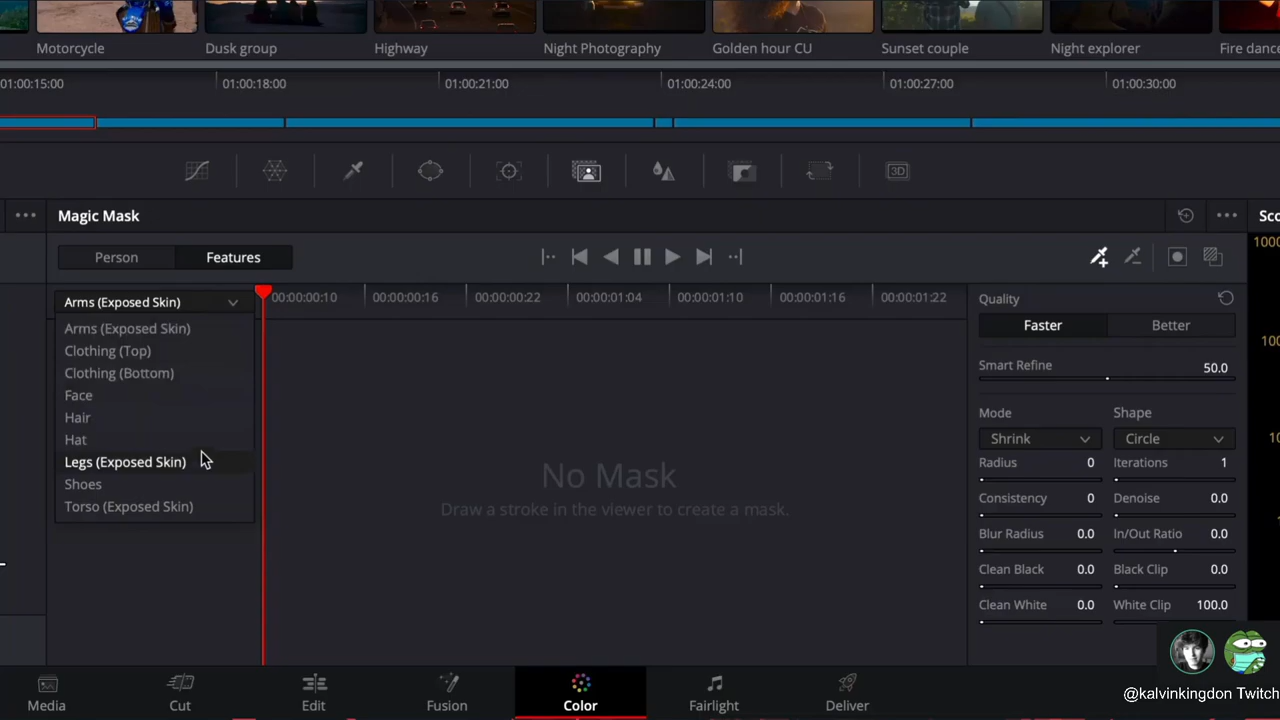 Motorcycle
Dusk group
Highway
Night Photography
Golden hour CU
Sunset couple
Night explorer
Fire dance
01:00:15:00
01:00:18:00
01:00:21:00
01:00:24:00
01:00:27:00
01:00:30:00
3D
Magic Mask
Sco
Person
Features
1000
Arms (Exposed Skin)
00:00:00:10
00:00:00:16
00:00:00:22
00:00:01:04
00:00:01:10
00:00:01:16
00:00:01:22
Arms (Exposed Skin)
Clothing (Top)
Clothing (Bottom)
Face
Hair
Hat
Legs (Exposed Skin)
Shoes
Torso (Exposed Skin)
No Mask
Draw a stroke in the viewer to create a mask.
Quality
Faster
Better
100
Smart Refine
50.0
Mode
Shape
Shrink
Circle
10
Radius
0
Iterations
1
Consistency
0
Denoise
0.0
Blur Radius
0.0
In/Out Ratio
0.0
1
Clean Black
0.0
Black Clip
0.0
Clean White
0.0
White Clip
100.0
Media
Cut
Edit
Fusion
Color
Fairlight
Deliver
@kalvinkingdon Twitch